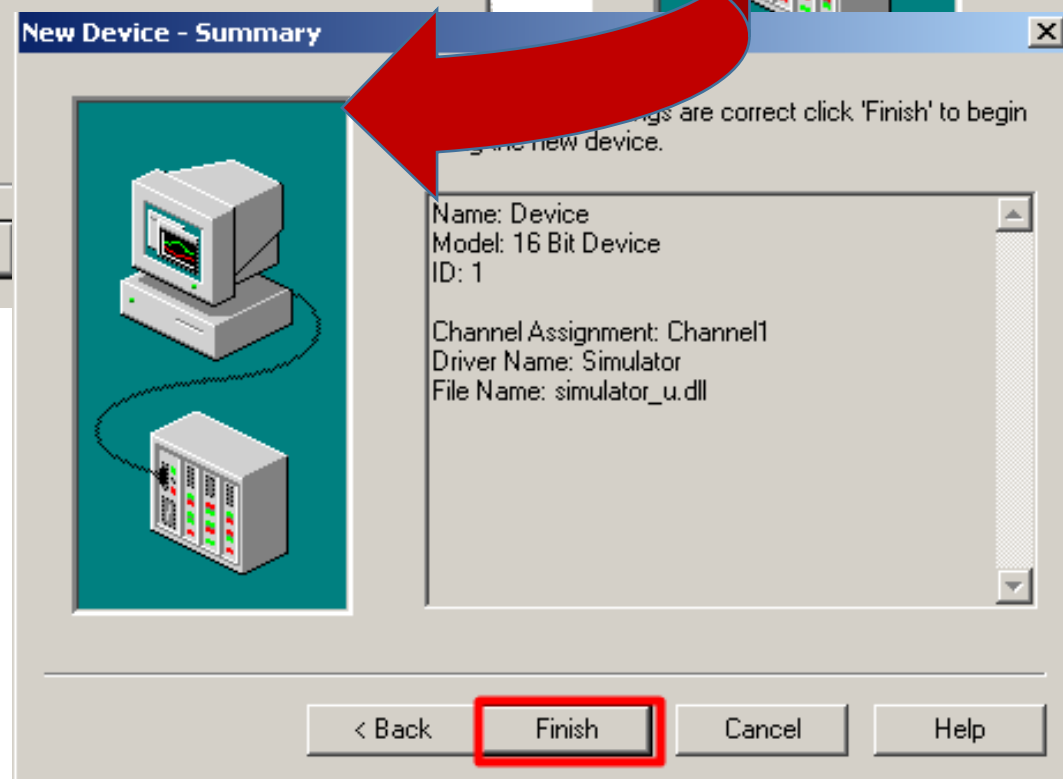 New Device - Summary
are correct click 'Finish' to begin
the new device.
Name: Device
Model: 16 Bit Device
ID: 1
Channel Assignment: Channel1
Driver Name: Simulator
File Name: simulator_u.dll
< Back
Finish
Cancel
Help